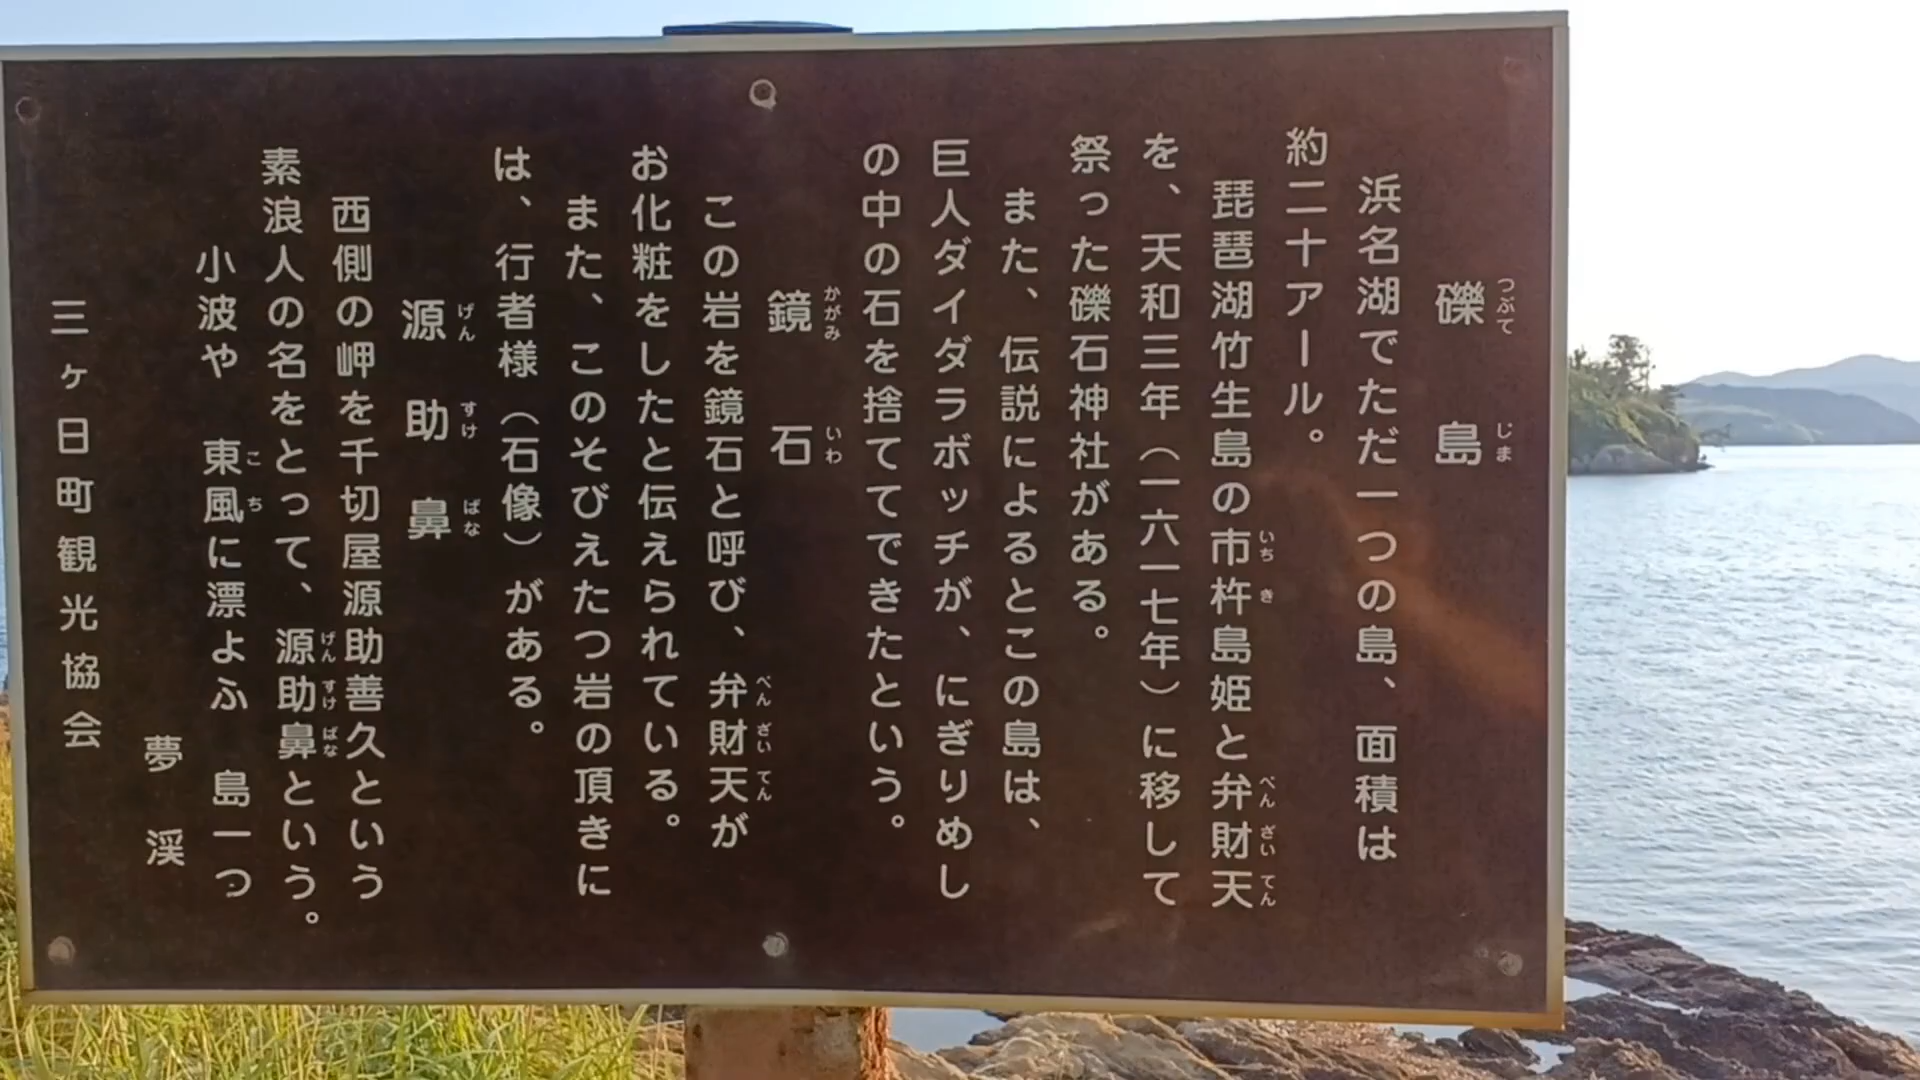 礫島
浜名湖でただ一つの島、面積は
約二十アール。
琵琶湖竹生島の市杵島姫と弁財天
を、天和三年（一六一七年）に移して
祭った礫石神社がある。
また、伝説によるとこの島は、
巨人ダイダラボッチが、にぎりめし
の中の石を捨ててできたという。
鏡石
この岩を鏡石と呼び、弁財天が
お化粧をしたと伝えられている。
また、このそびえたつ岩の頂きに
は、行者様（石像）がある。
源助鼻
西側の岬を千切屋源助善久という
素浪人の名をとって、源助鼻という。
小波や　東風に漂よふ　島一つ
夢渓
三ヶ日町観光協会